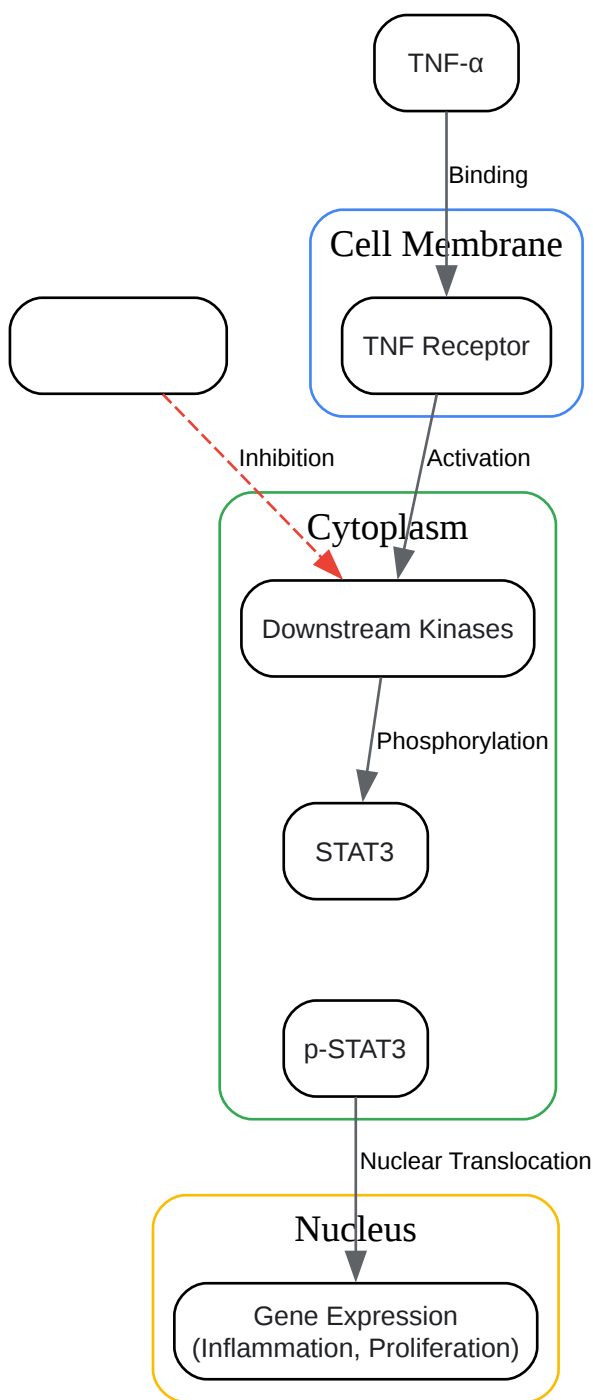 TNF-α
Binding
Cell Membrane
TNF Receptor
Inhibition
Activation
Cytoplasm
Downstream Kinases
Phosphorylation
STAT3
p-STAT3
Nuclear Translocation
Nucleus
Gene Expression
(Inflammation, Proliferation)